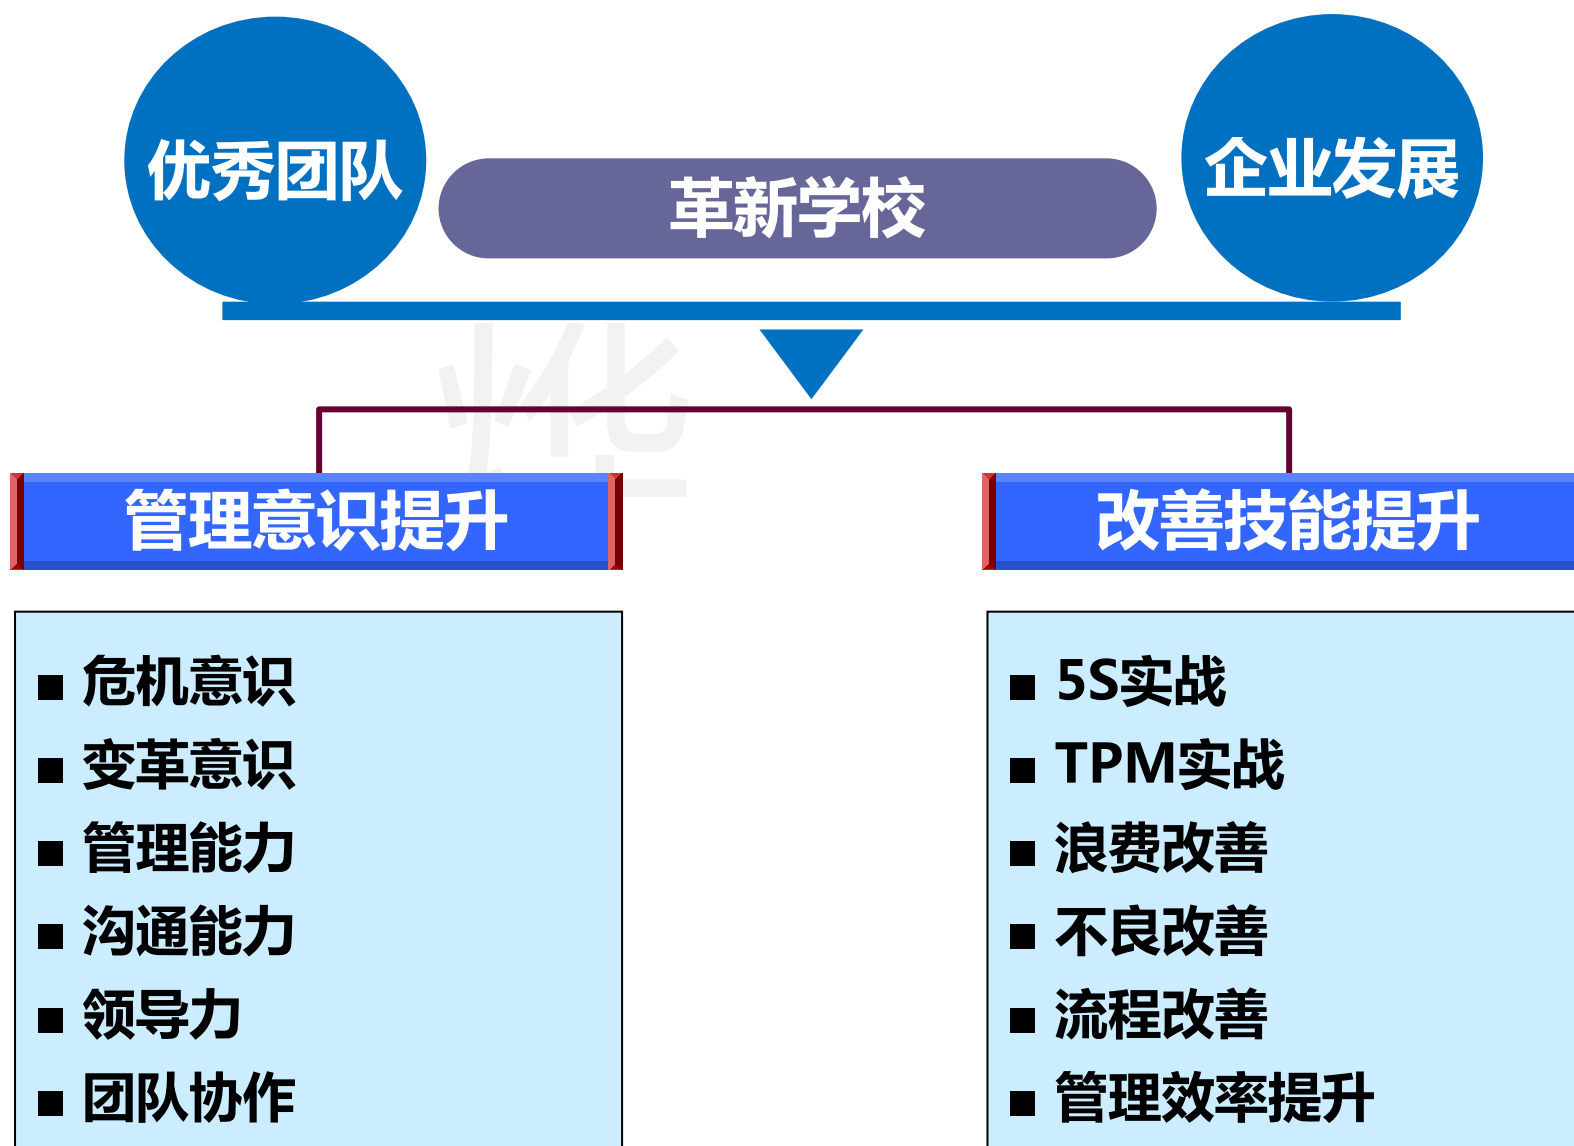 优秀团队
革新学校
企业发展
管理意识提升
■ 危机意识
■ 变革意识
■ 管理能力
■ 沟通能力
■ 领导力
■ 团队协作
改善技能提升
■ 5S实战
■ TPM实战
■ 浪费改善
■ 不良改善
■ 流程改善
■ 管理效率提升